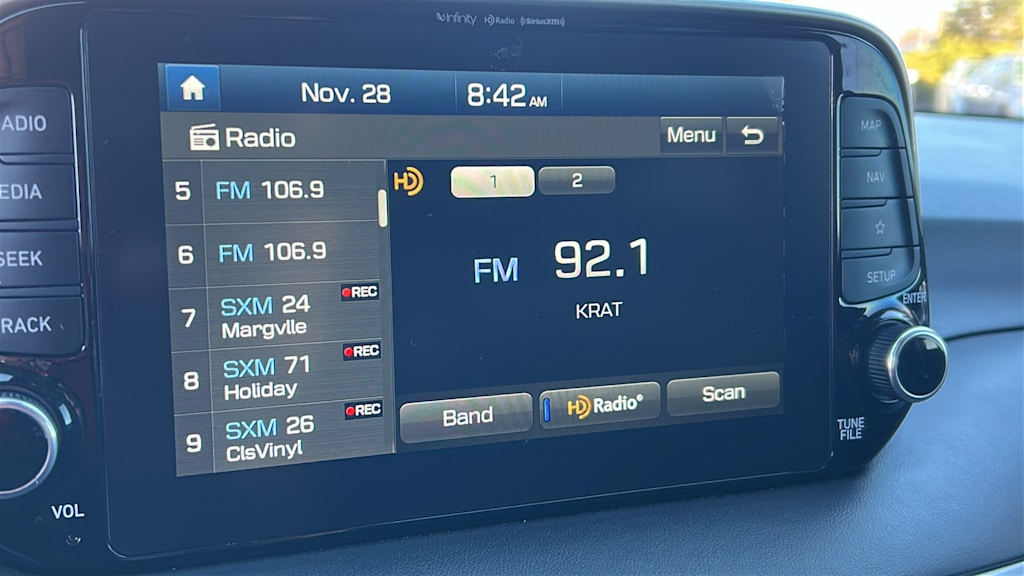 Infinity HD Radio ((SiriusXM))
Nov. 28 8:42 AM
Radio Menu
5 FM 106.9
6 FM 106.9
7 SXM 24 REC
Margvlle
8 SXM 71 REC
Holiday
9 SXM 26 REC
ClsVinyl
HD 1 2
FM 92.1
KRAT
Band HD Radio® Scan
ADIO
EDIA
SEEK
RACK
VOL
MAP
NAV
SETUP
ENTER
TUNE
FILE